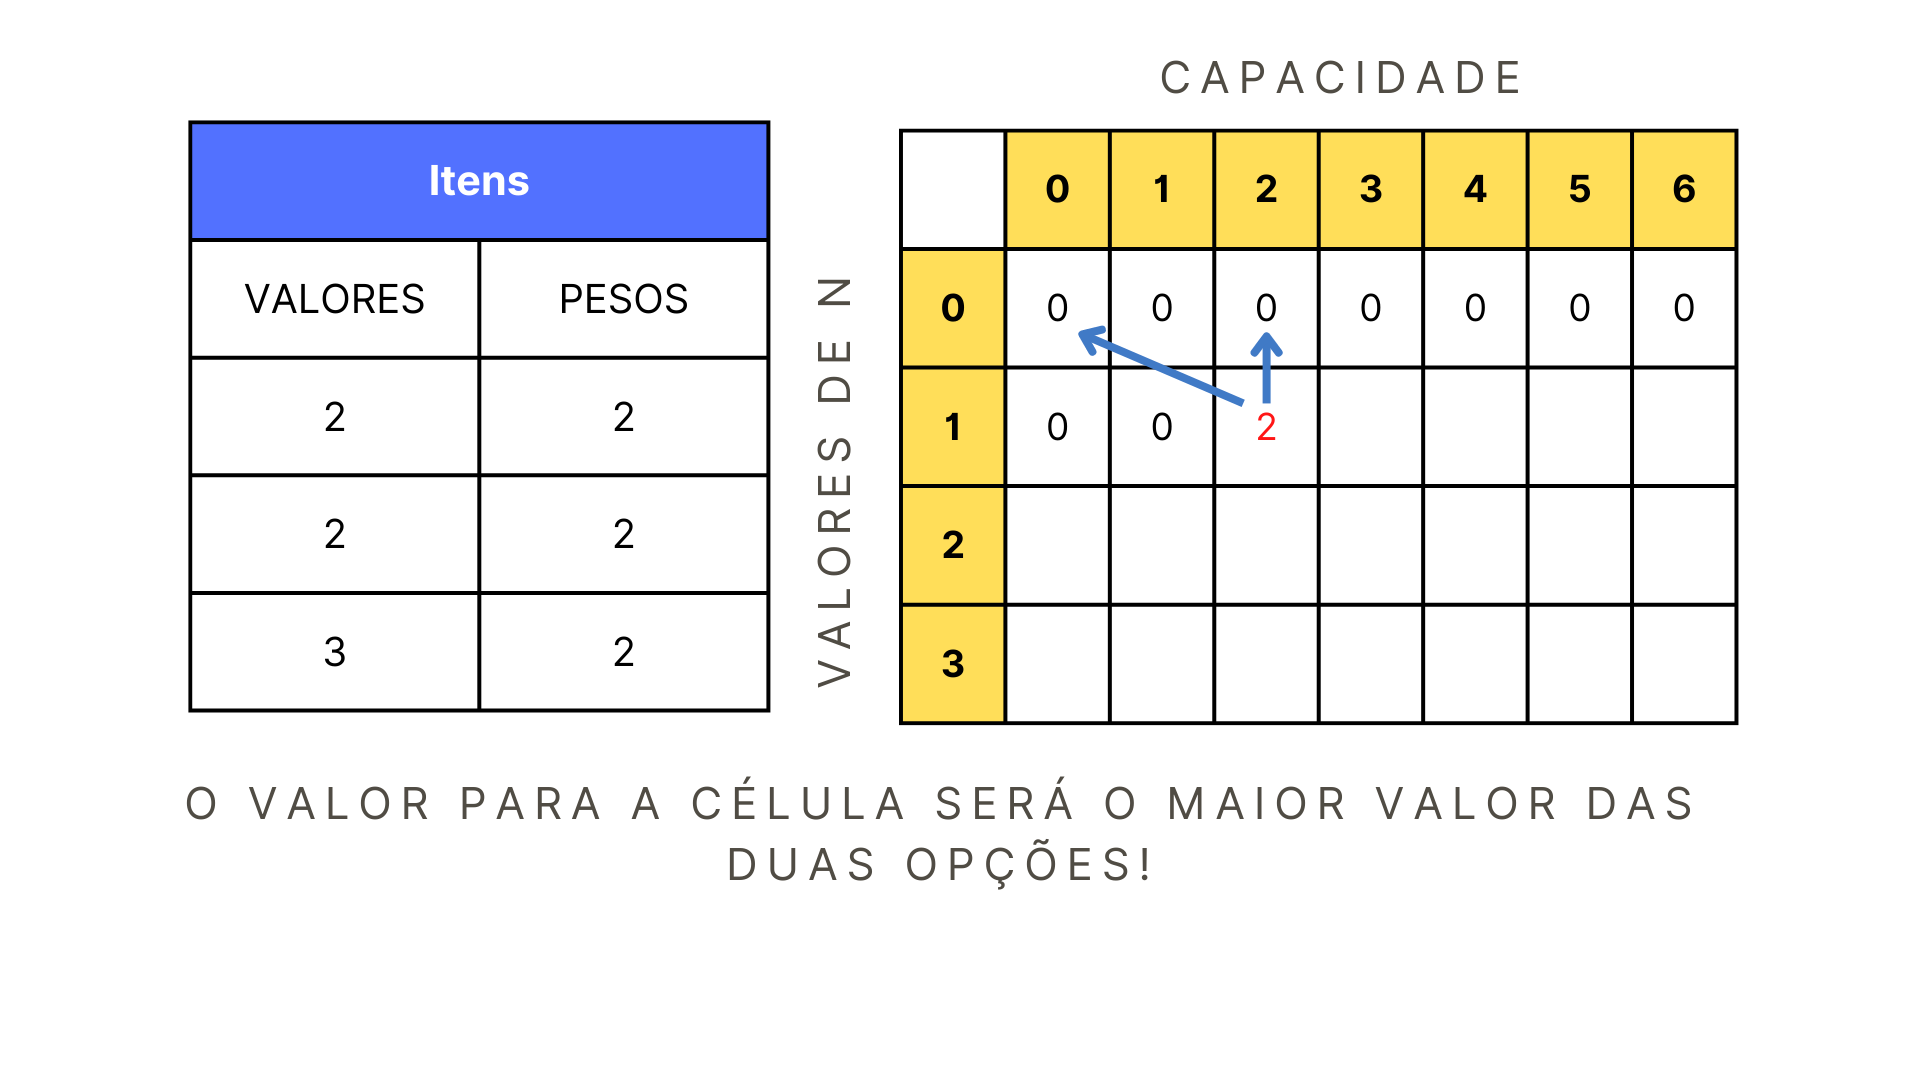 CAPACIDADE
Itens
VALORES PESOS
2 2
2 2
3 2
VALORES DE N
0 1 2 3 4 5 6
0 0 0 0 0 0 0 0
1 0 0 2
2
3
O VALOR PARA A CÉLULA SERÁ O MAIOR VALOR DAS
DUAS OPÇÕES!